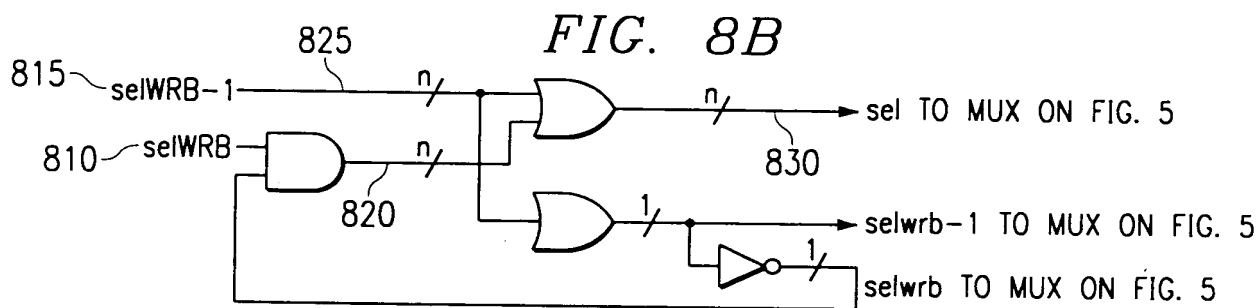 FIG. 8B
815 selWRB-1 825 n n sel TO MUX ON FIG. 5
810 selWRB n 820 830
1 selwrb-1 TO MUX ON FIG. 5
1 selwrb TO MUX ON FIG. 5